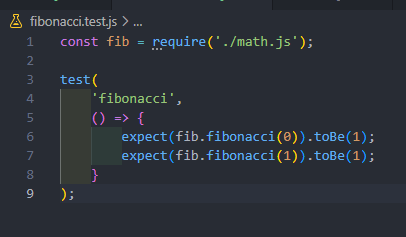 fibonacci.test.js > ...
1 const fib = require('./math.js');
2
3 test(
4     'fibonacci',
5     () => {
6         expect(fib.fibonacci(0)).toBe(1);
7         expect(fib.fibonacci(1)).toBe(1);
8     }
9 );